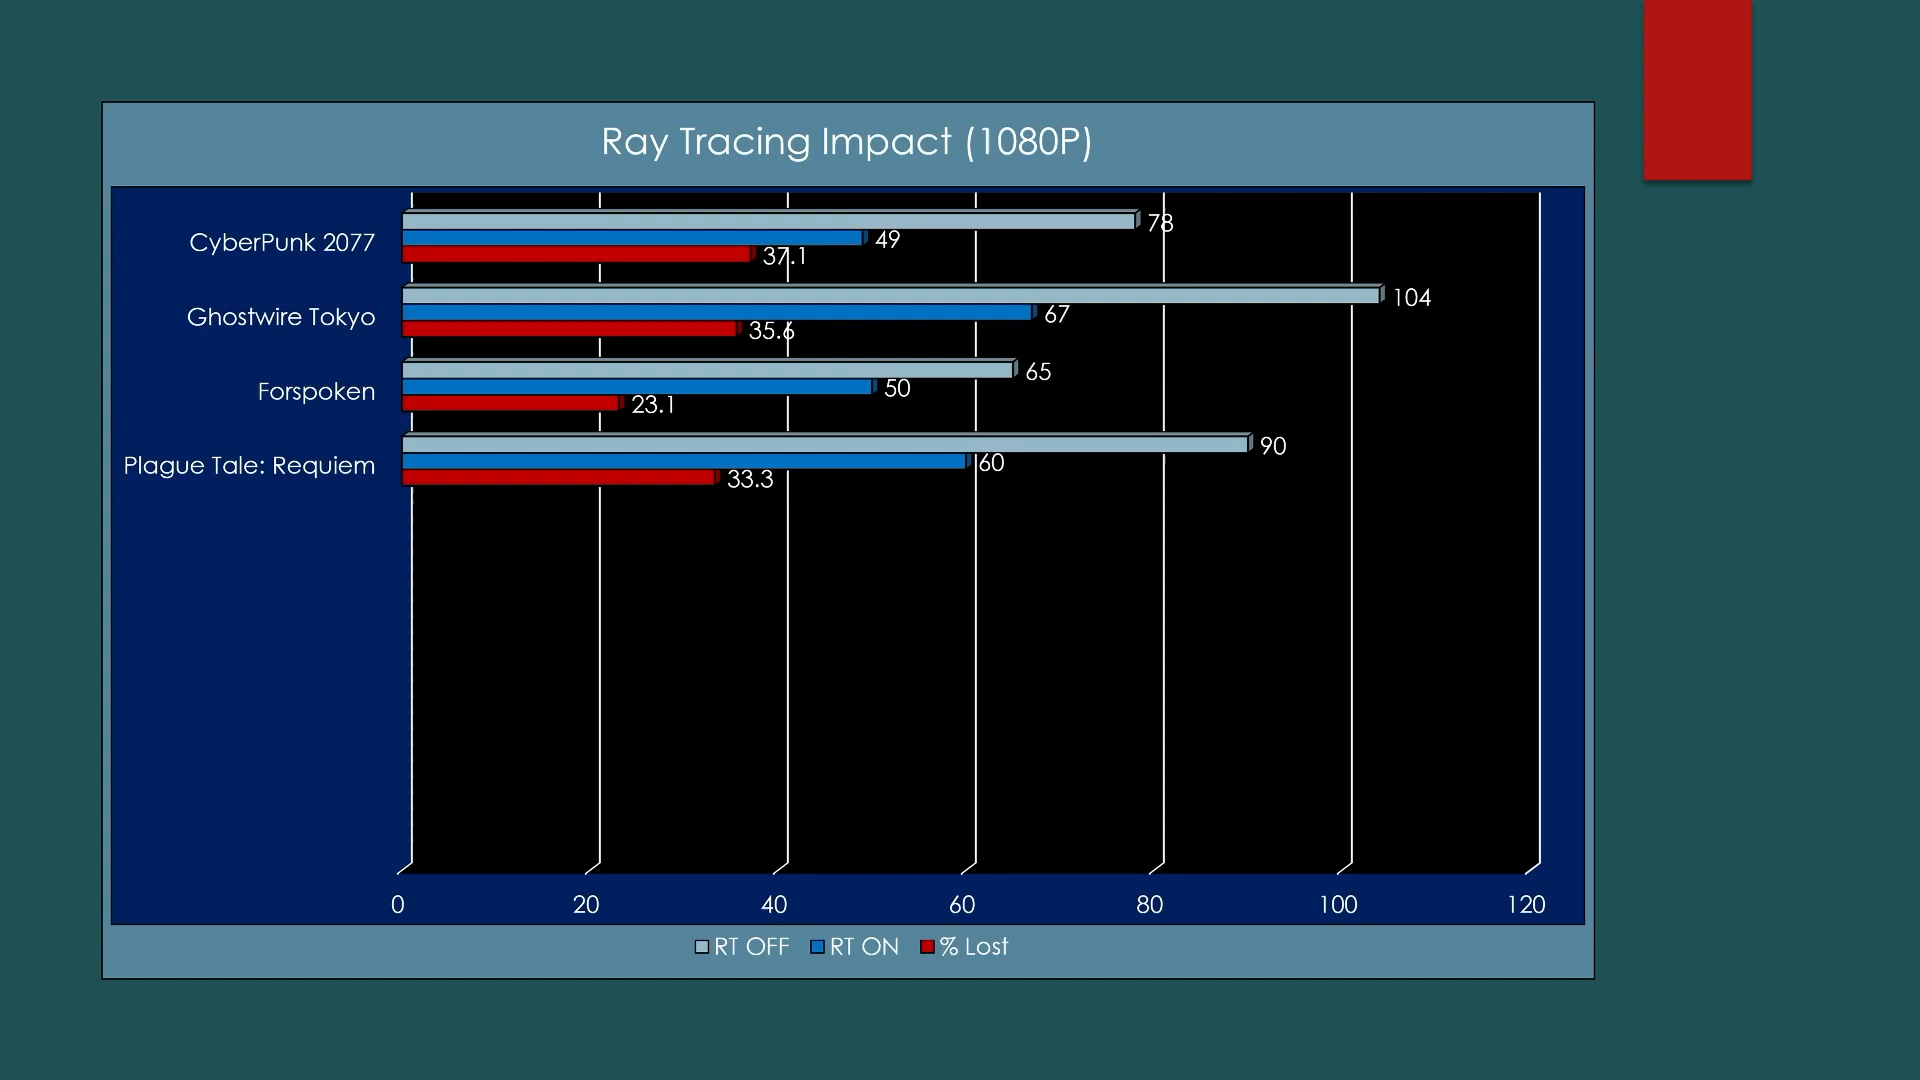 Ray Tracing Impact (1080P)
CyberPunk 2077
78
49
37.1
Ghostwire Tokyo
104
67
35.6
Forspoken
65
50
23.1
Plague Tale: Requiem
90
60
33.3
0 20 40 60 80 100 120
RT OFF RT ON % Lost